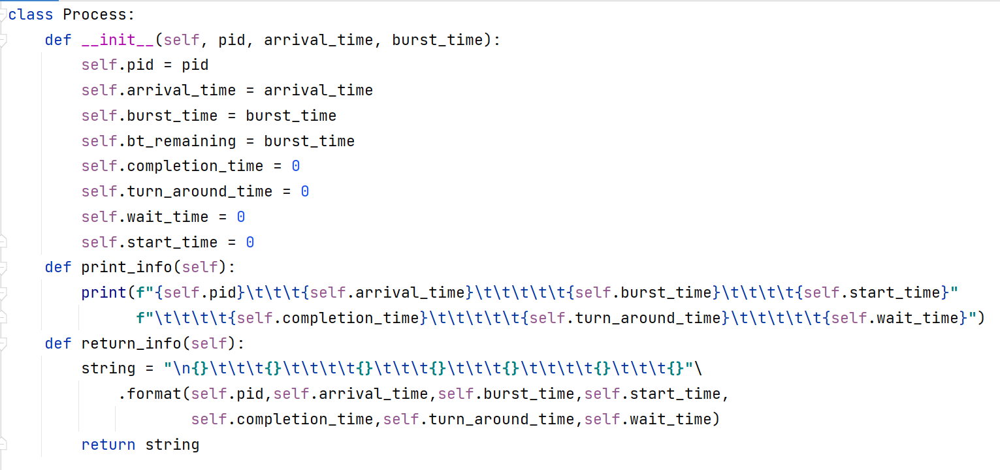 class Process:
    def __init__(self, pid, arrival_time, burst_time):
        self.pid = pid
        self.arrival_time = arrival_time
        self.burst_time = burst_time
        self.bt_remaining = burst_time
        self.completion_time = 0
        self.turn_around_time = 0
        self.wait_time = 0
        self.start_time = 0
    def print_info(self):
        print(f"{self.pid}\t\t\t{self.arrival_time}\t\t\t\t\t{self.burst_time}\t\t\t\t{self.start_time}"
              f"\t\t\t\t{self.completion_time}\t\t\t\t\t{self.turn_around_time}\t\t\t\t\t{self.wait_time}")
    def return_info(self):
        string = "\n{}\t\t\t{}\t\t\t\t{}\t\t\t{}\t\t\t{}\t\t\t\t{}\t\t\t{}"\
            .format(self.pid,self.arrival_time,self.burst_time,self.start_time,
                    self.completion_time,self.turn_around_time,self.wait_time)
        return string